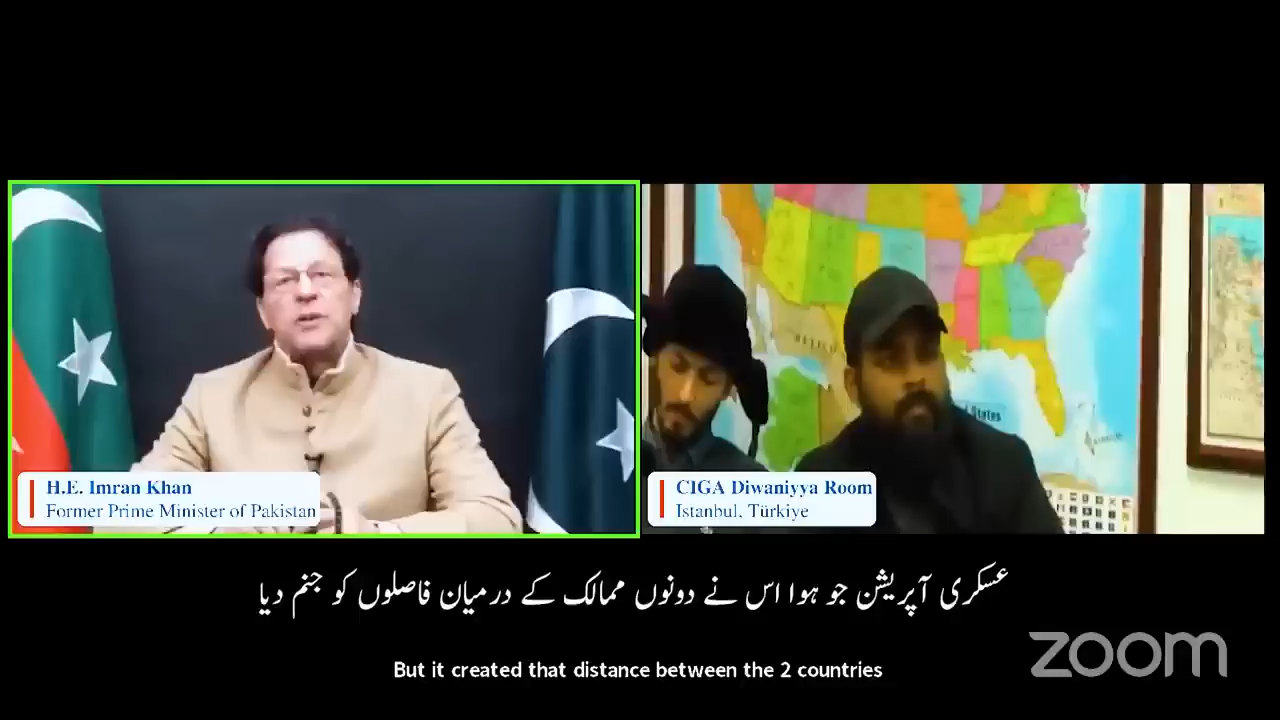 H.E. Imran Khan
Former Prime Minister of Pakistan
CIGA Diwaniyya Room
Istanbul, Türkiye
عسکری آپریشن جو ہوا اس نے دونوں ممالک کے درمیان فاصلوں کو جنم دیا
But it created that distance between the 2 countries
zoom